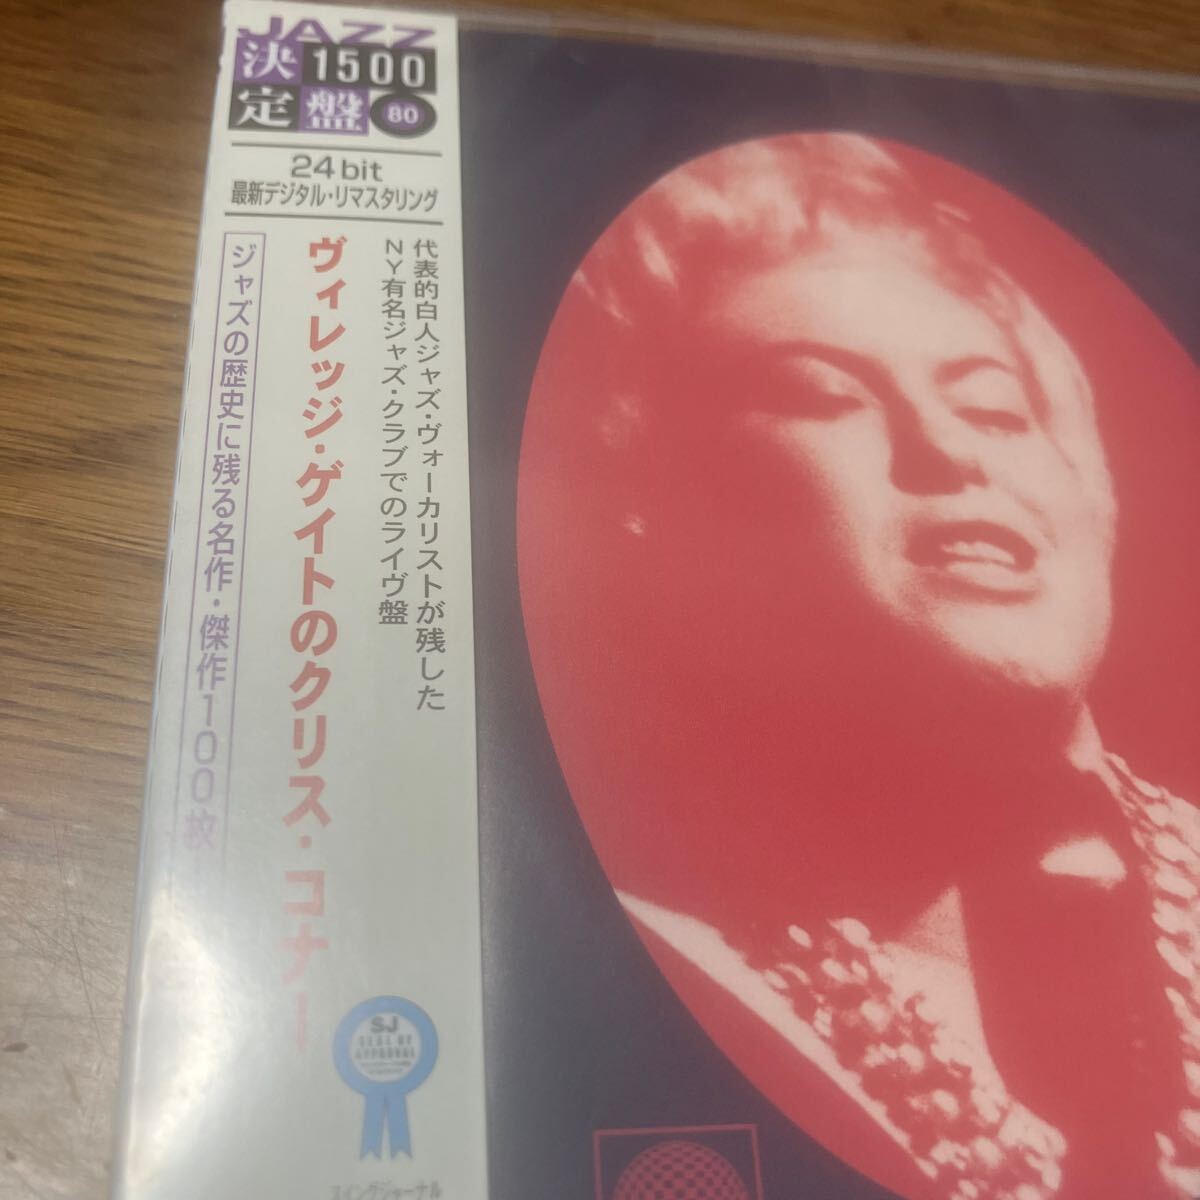 JAZZ
決定盤
1500
80
24bit
最新デジタル・リマスタリング
代表的白人ジャズ・ヴォーカリストが残した
NY有名ジャズ・クラブでのライヴ盤
ヴィレッジ・ゲイトのクリス・コナー
ジャズの歴史に残る名作・傑作100枚
SJ
SEAL OF
APPROVAL
スイングジャーナル